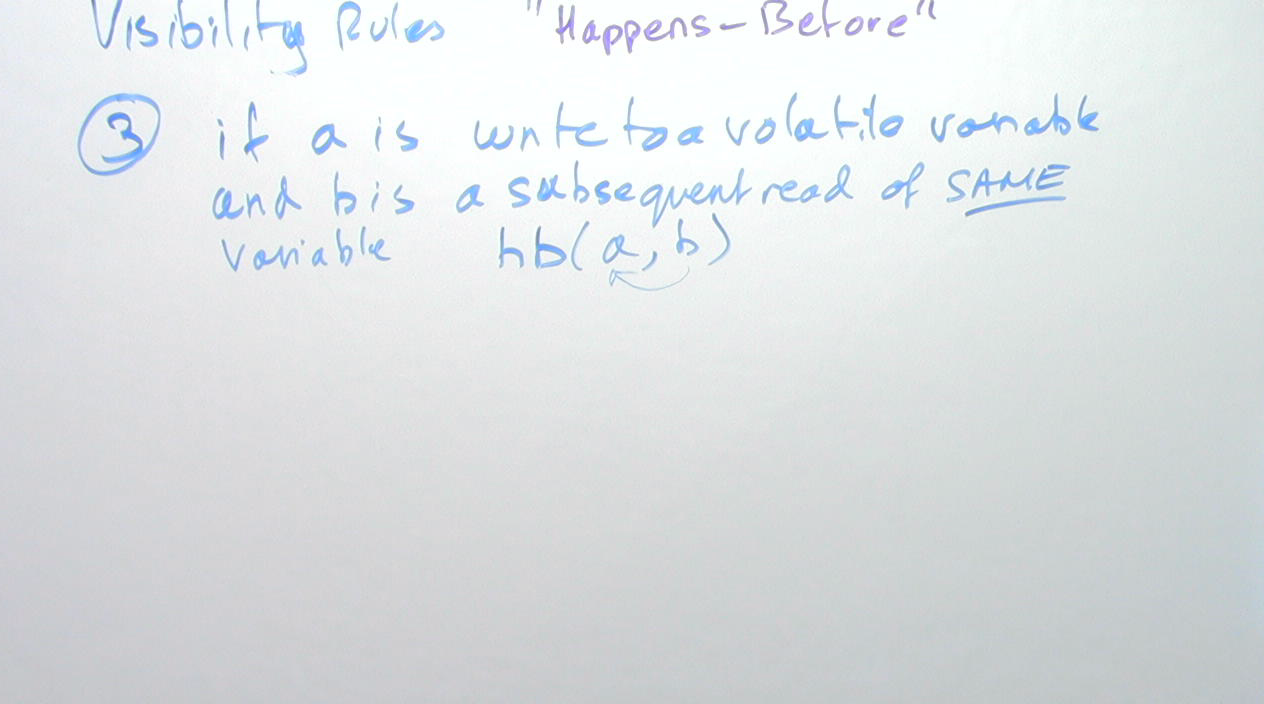 Visibility Rules "Happens-Before"
3 if a is write to a volatile variable
and b is a subsequent read of SAME
variable hb(a, b)